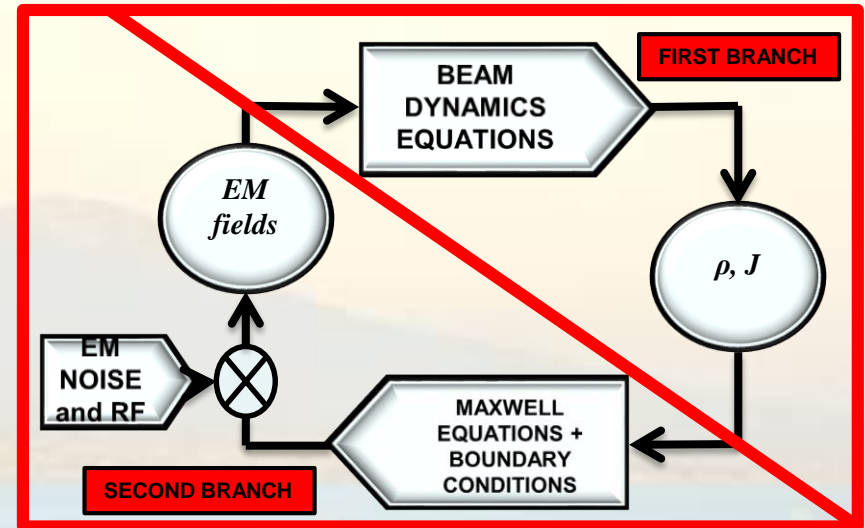 FIRST BRANCH
BEAM
DYNAMICS
EQUATIONS
EM
fields
ρ, J
EM
NOISE
and RF
MAXWELL
EQUATIONS +
BOUNDARY
CONDITIONS
SECOND BRANCH